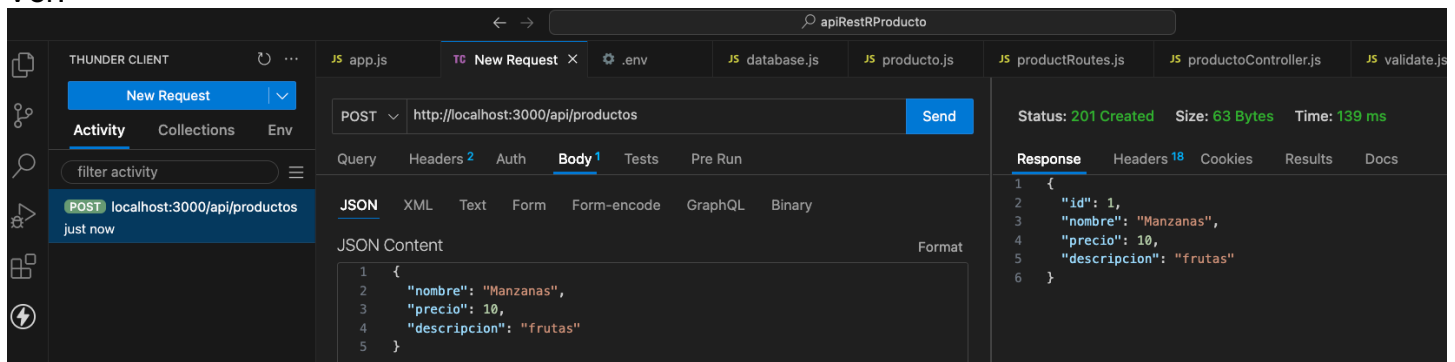 apiRestRProducto
THUNDER CLIENT
New Request
Activity Collections Env
filter activity
POST localhost:3000/api/productos
just now
JS app.js TC New Request .env JS database.js JS producto.js JS productRoutes.js JS productoController.js JS validate.js
POST http://localhost:3000/api/productos Send
Query Headers 2 Auth Body 1 Tests Pre Run
JSON XML Text Form Form-encode GraphQL Binary
JSON Content Format
1 {
2 "nombre": "Manzanas",
3 "precio": 10,
4 "descripcion": "frutas"
5 }
Status: 201 Created Size: 63 Bytes Time: 139 ms
Response Headers 18 Cookies Results Docs
1 {
2 "id": 1,
3 "nombre": "Manzanas",
4 "precio": 10,
5 "descripcion": "frutas"
6 }